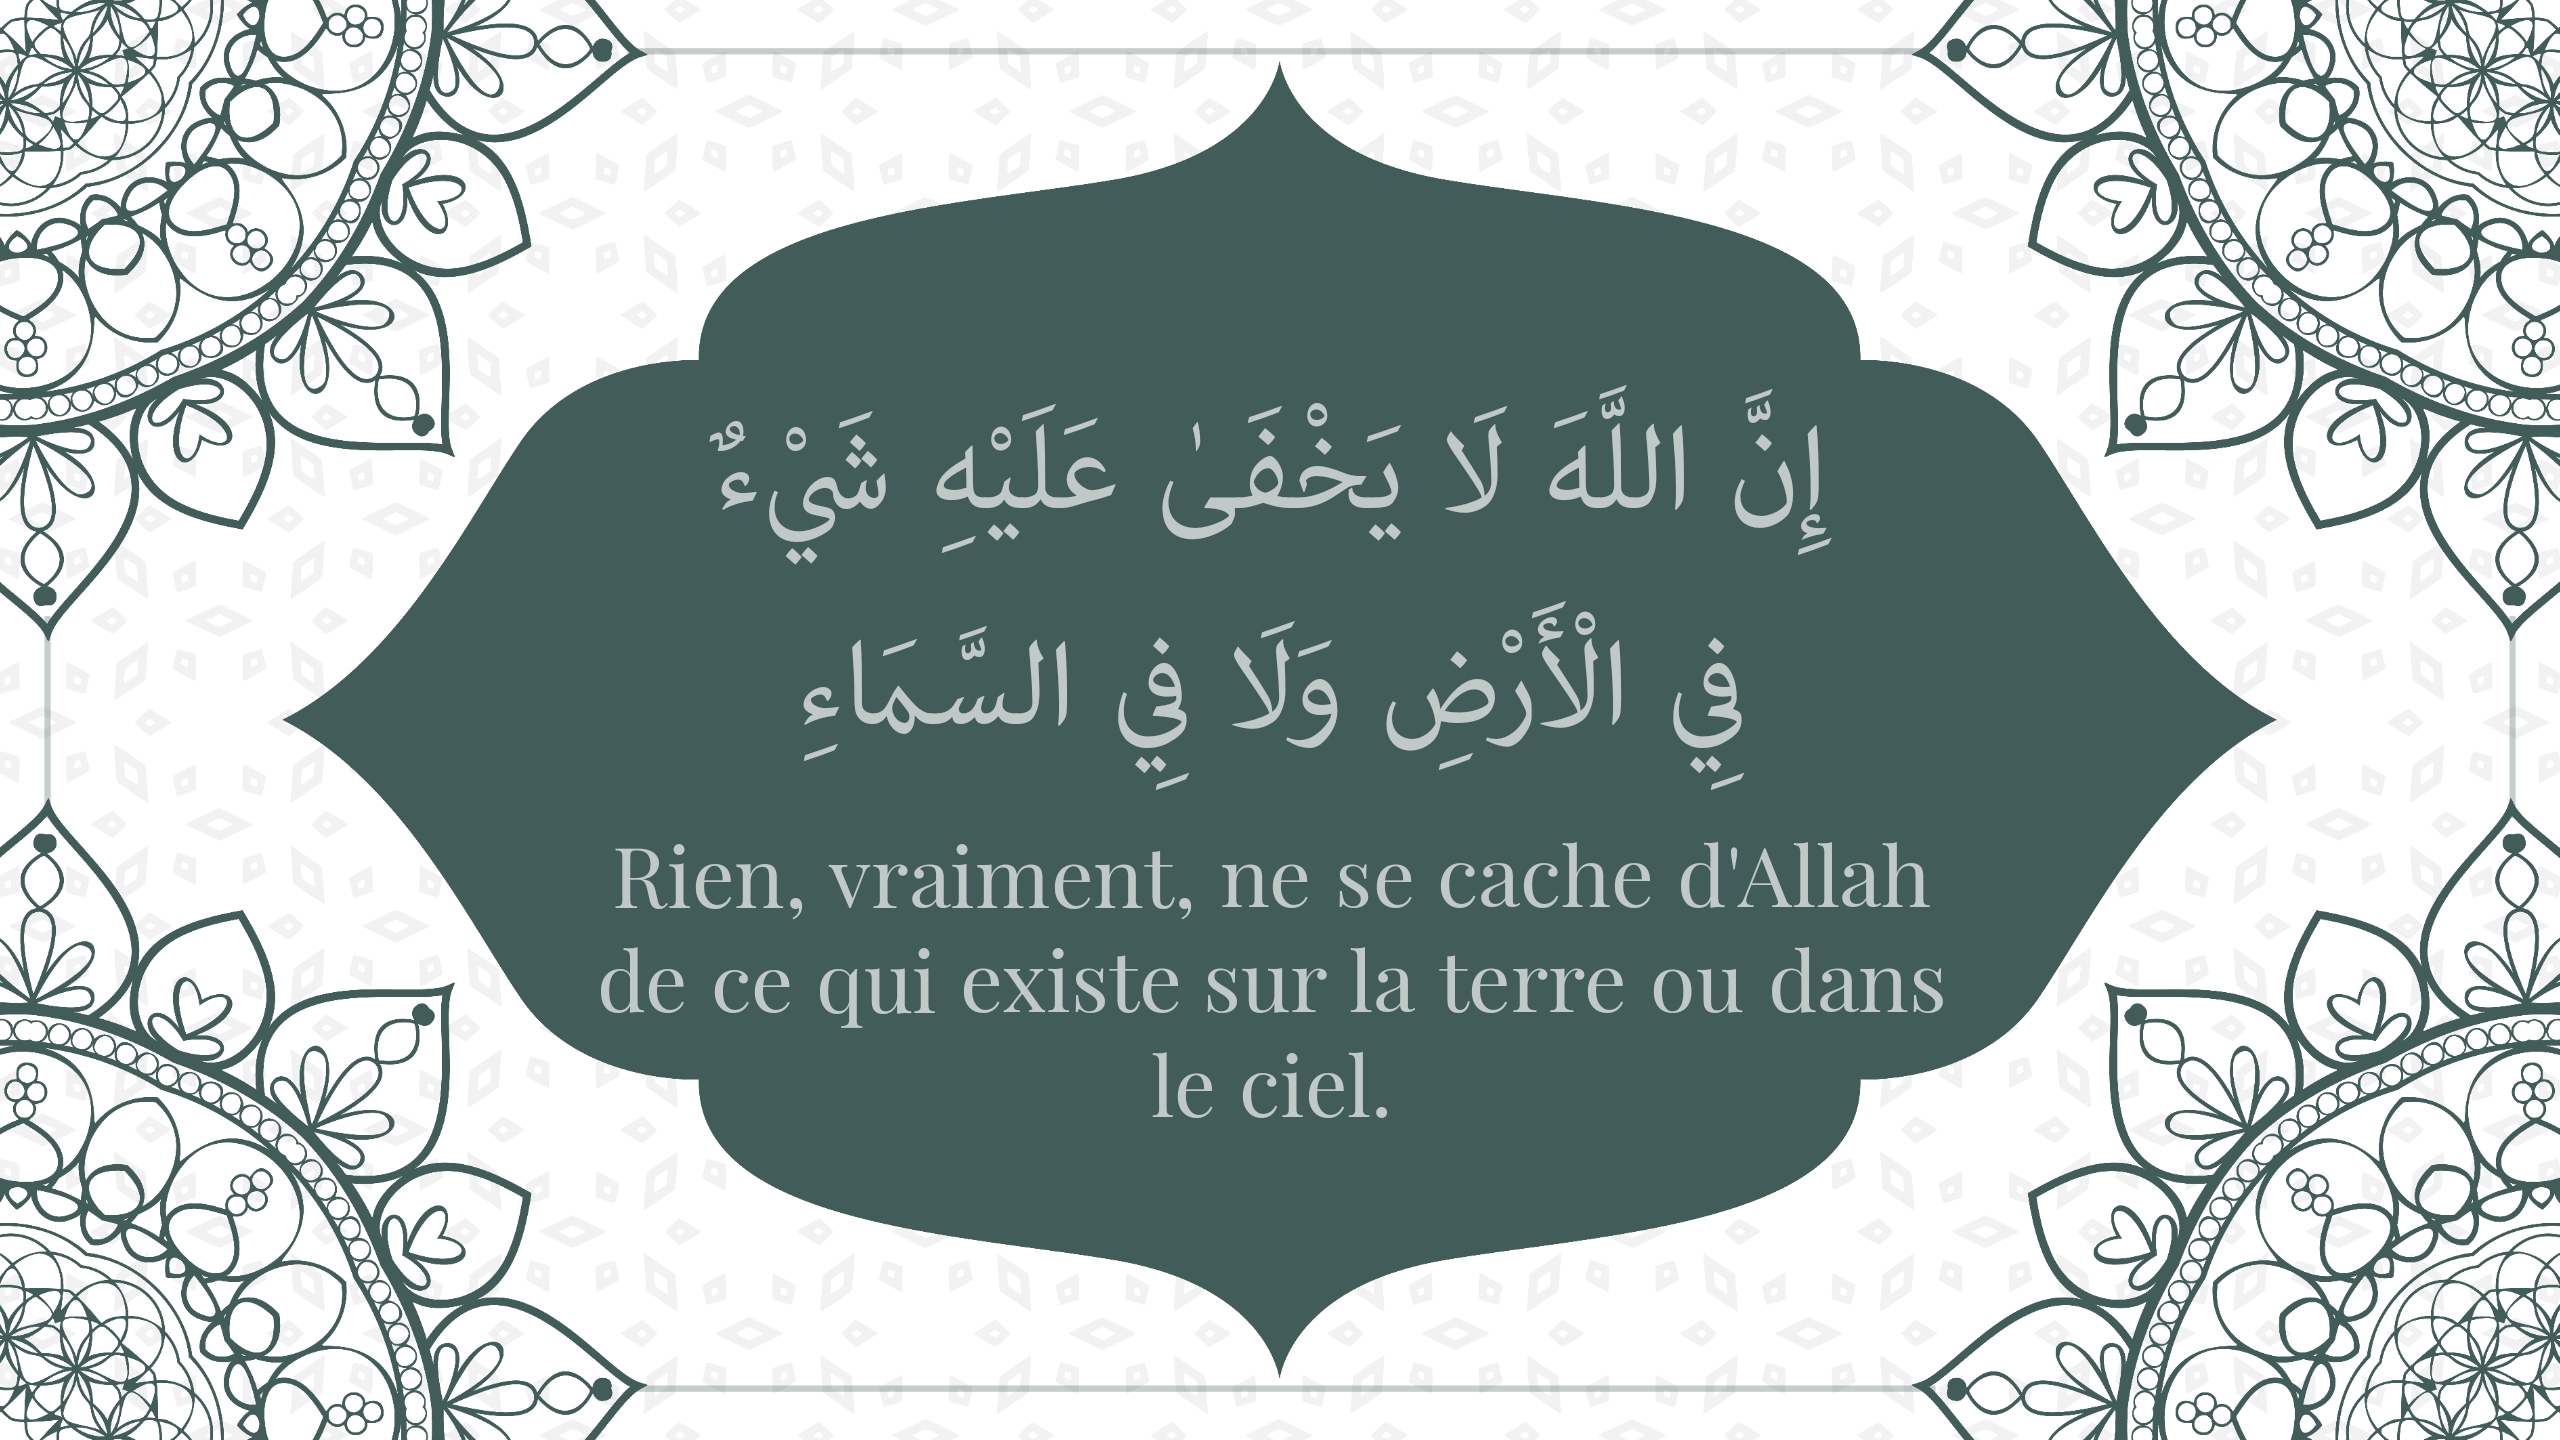 إِنَّ اللَّهَ لَا يَخْفَىٰ عَلَيْهِ شَيْءٌ
فِي الْأَرْضِ وَلَا فِي السَّمَاءِ
Rien, vraiment, ne se cache d'Allah
de ce qui existe sur la terre ou dans
le ciel.